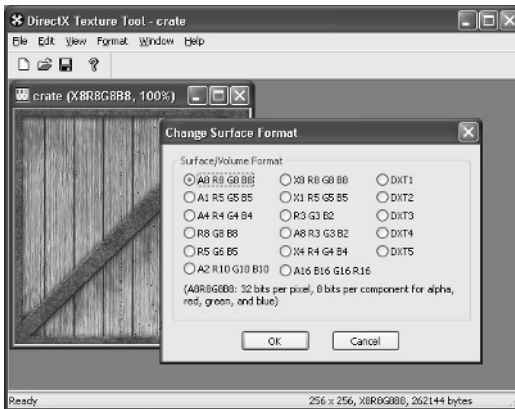 DirectX Texture Tool - crate
File Edit View Format Window Help
crate (X8R8G8B8, 100%)
Change Surface Format
Surface/Volume Format
A8 R8 G8 B8 X8 R8 G8 B8 DXT1
A1 R5 G5 B5 X1 R5 G5 B5 DXT2
A4 R4 G4 B4 R3 G3 B2 DXT3
R8 G8 B8 A8 R3 G3 B2 DXT4
R5 G6 B5 X4 R4 G4 B4 DXT5
A2 R10 G10 B10 A16 B16 G16 R16
(A8R8G8B8: 32 bits per pixel, 8 bits per component for alpha,
red, green, and blue)
OK Cancel
Ready 256 x 256, X8R8G8B8, 262144 bytes